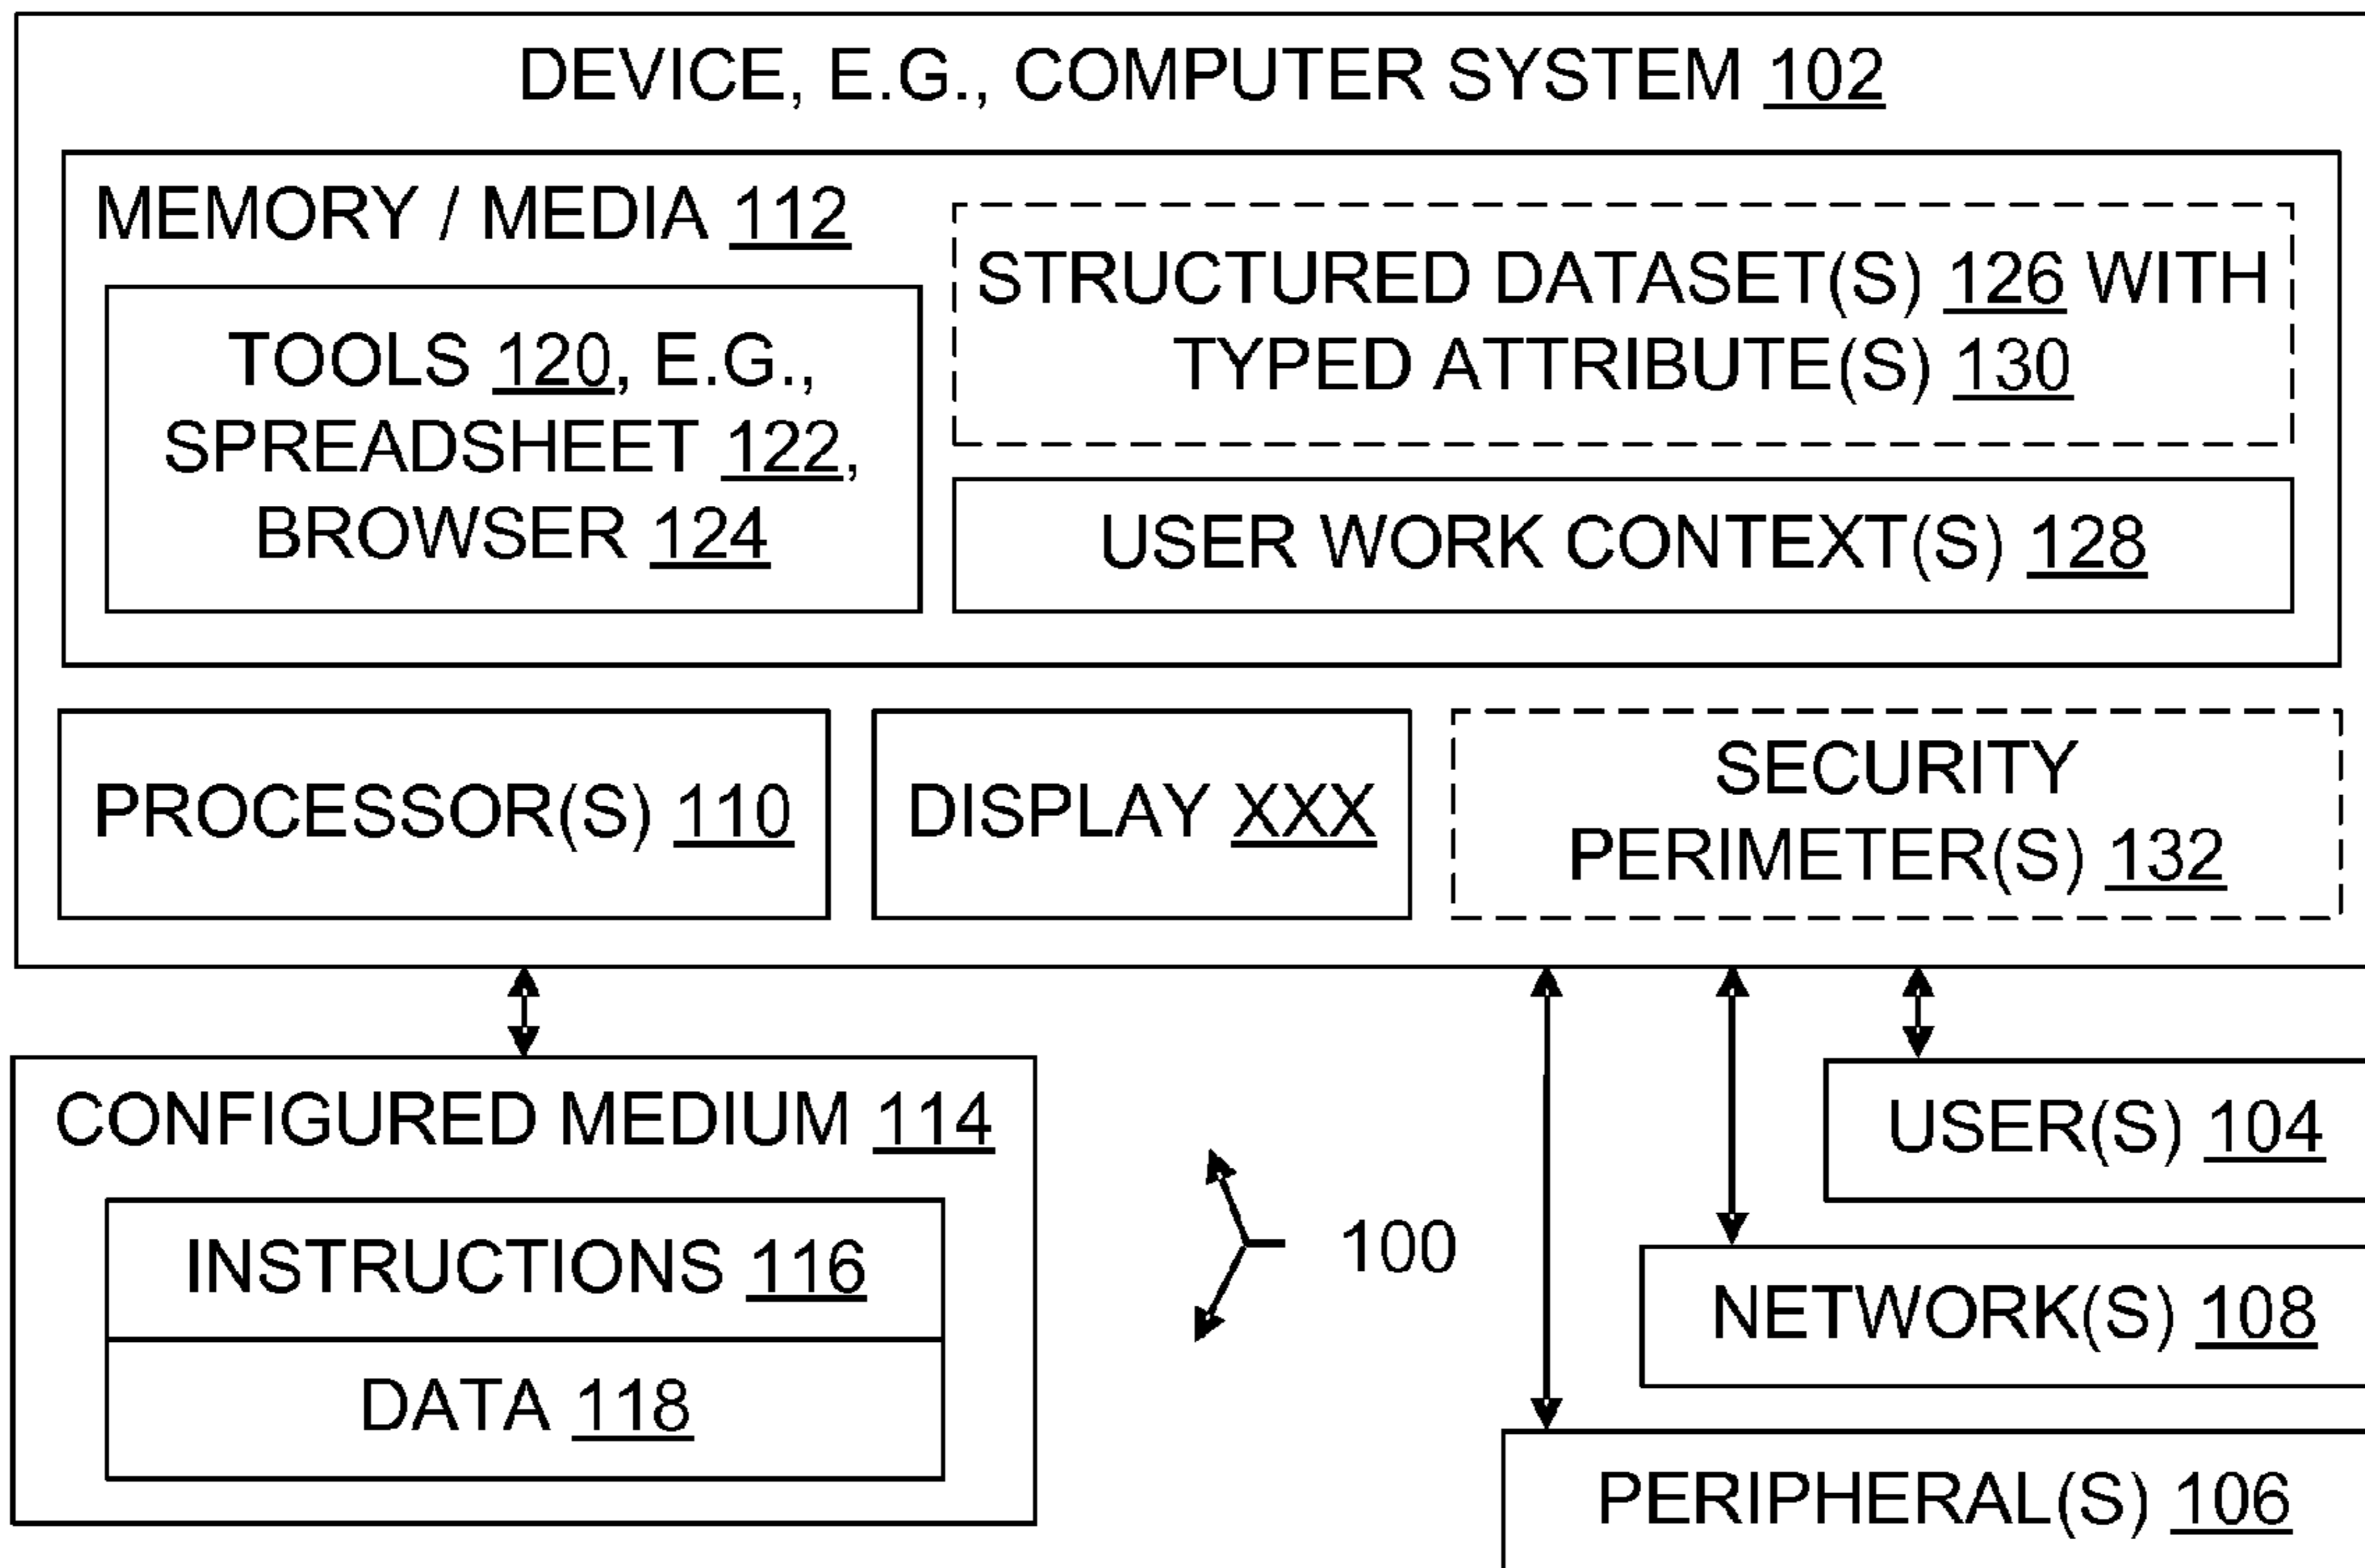 DEVICE, E.G., COMPUTER SYSTEM 102
MEMORY / MEDIA 112
TOOLS 120, E.G.,
SPREADSHEET 122,
BROWSER 124
STRUCTURED DATASET(S) 126 WITH
TYPED ATTRIBUTE(S) 130
USER WORK CONTEXT(S) 128
PROCESSOR(S) 110
DISPLAY XXX
SECURITY
PERIMETER(S) 132
CONFIGURED MEDIUM 114
INSTRUCTIONS 116
DATA 118
100
USER(S) 104
NETWORK(S) 108
PERIPHERAL(S) 106